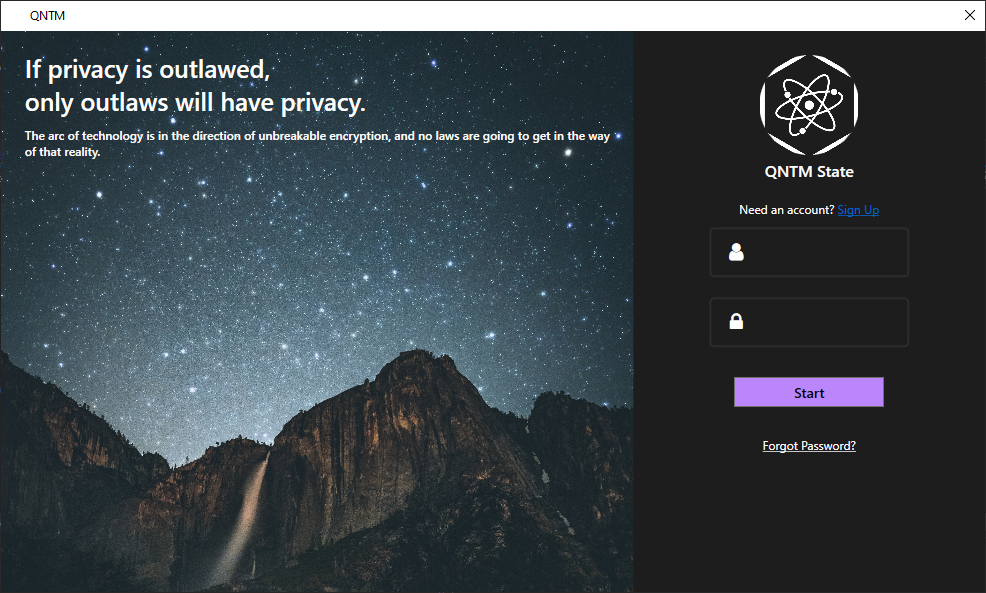 QNTM
If privacy is outlawed,
only outlaws will have privacy.
The arc of technology is in the direction of unbreakable encryption, and no laws are going to get in the way
of that reality.
QNTM State
Need an account? Sign Up
Start
Forgot Password?